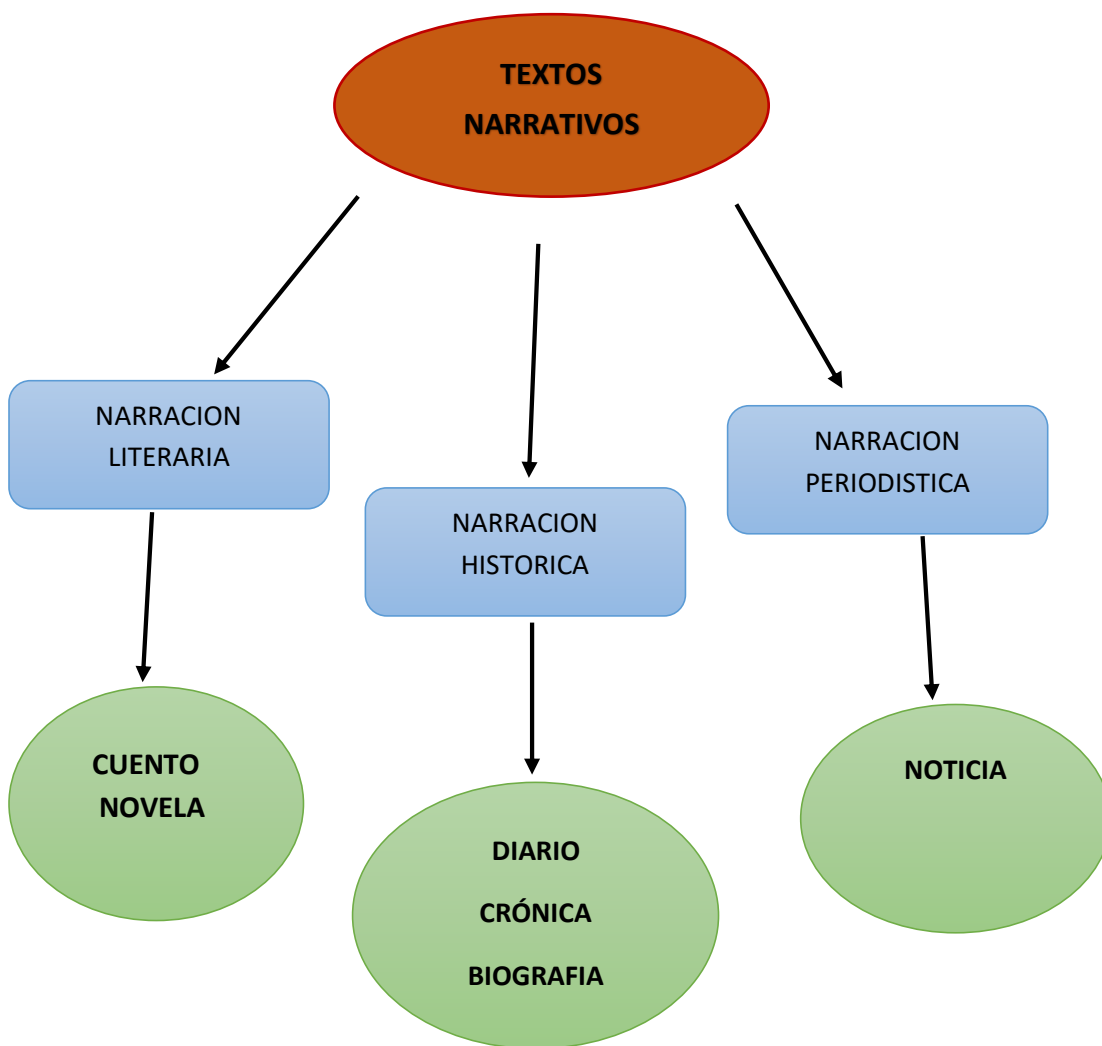 TEXTOS
NARRATIVOS
NARRACION
LITERARIA
NARRACION
HISTORICA
NARRACION
PERIODISTICA
CUENTO
NOVELA
DIARIO
CRÓNICA
BIOGRAFIA
NOTICIA